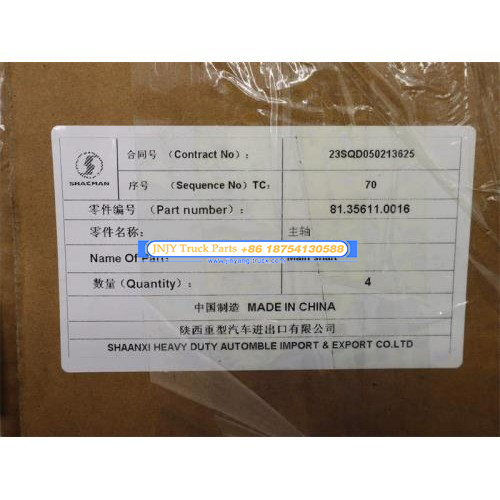 合同号 (Contract No): 23SQD050213625
SHACMAN
序号 (Sequence No) TC: 70
零件编号 (Part number): 81.35611.0016
零件名称: 主轴
JNJY Truck Parts +86 18754130588
Name Of Part: Main shaft
数量(Quantity): 4
中国制造 MADE IN CHINA
陕西重型汽车进出口有限公司
SHAANXI HEAVY DUTY AUTOMBLE IMPORT & EXPORT CO.LTD